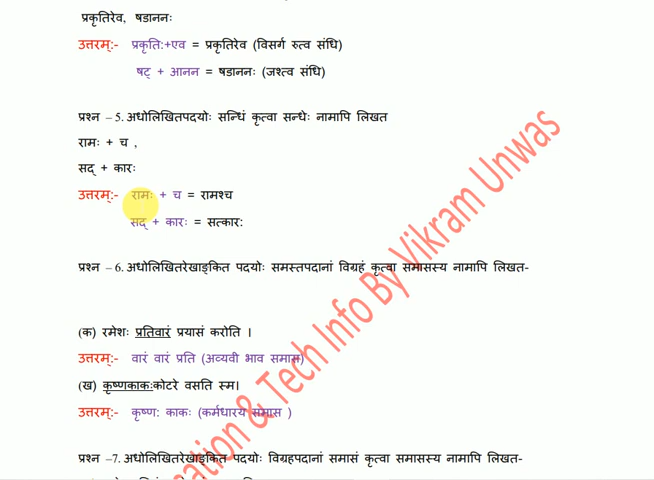 प्रकृतिरेव, षडाननः
उत्तरम्:- प्रकृति:+एव = प्रकृतिरेव (विसर्ग रुत्व संधि)
षट् + आनन = षडाननः (जश्त्व संधि)
प्रश्न – 5. अधोलिखितपदयोः सन्धिं कृत्वा सन्धेः नामापि लिखत
रामः + च ,
सद् + कारः
उत्तरम्:- रामः + च = रामश्च
सद् + कारः = सत्कार:
प्रश्न – 6. अधोलिखितरेखाङ्कित पदयोः समस्तपदानां विग्रहं कृत्वा समासस्य नामापि लिखत-
(क) रमेशः प्रतिवारं प्रयासं करोति ।
उत्तरम्:- वारं वारं प्रति (अव्ययी भाव समास)
(ख) कृष्णकाकःकोटरे वसति स्म।
उत्तरम्:- कृष्ण: काकः (कर्मधारय समास )
प्रश्न –7. अधोलिखितरेखाङ्कित पदयोः विग्रहपदानां समासं कृत्वा समासस्य नामापि लिखत-
& Tech Info By Vikram Unwas